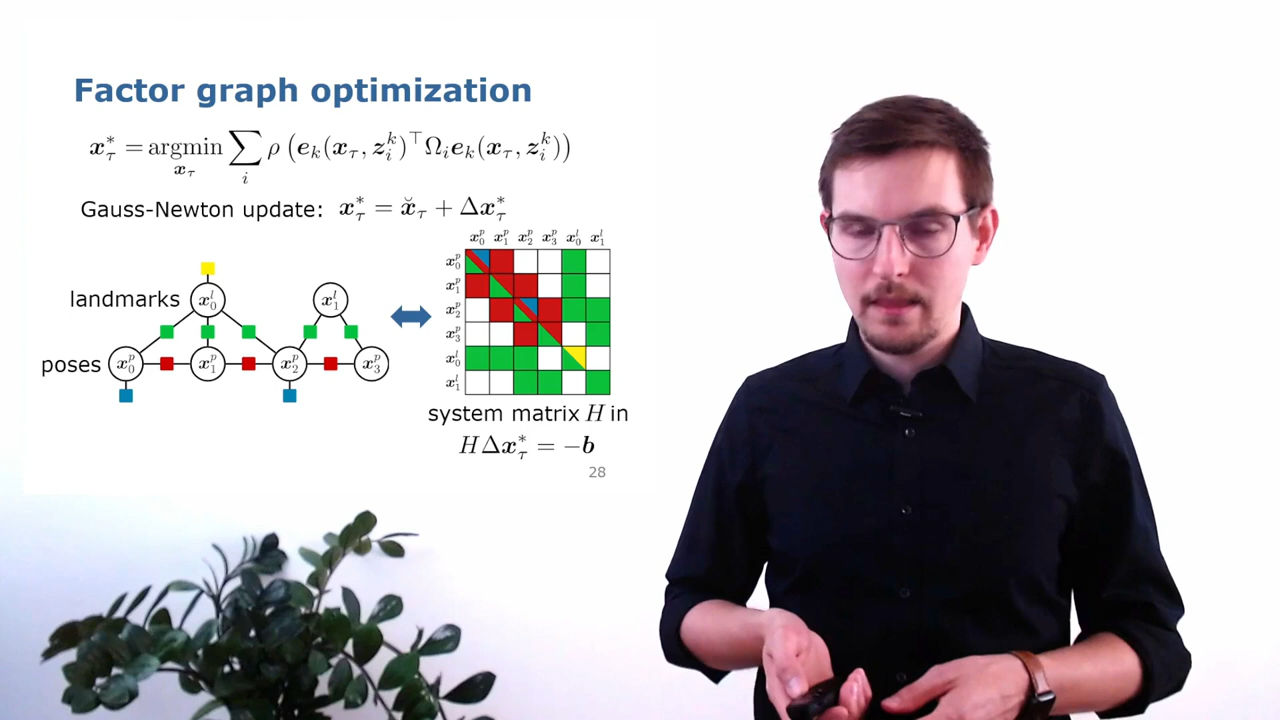 Factor graph optimization
x*_τ = argmin_{x_τ} Σ_i ρ (e_k(x_τ, z_i^k)^⊤ Ω_i e_k(x_τ, z_i^k))
Gauss-Newton update: x*_τ = x̆_τ + Δx*_τ
x_0^p x_1^p x_2^p x_3^p x_0^l x_1^l
x_0^p
x_1^p
x_2^p
x_3^p
x_0^l
x_1^l
landmarks x_0^l x_1^l
poses x_0^p x_1^p x_2^p x_3^p
system matrix H in
HΔx*_τ = −b
28